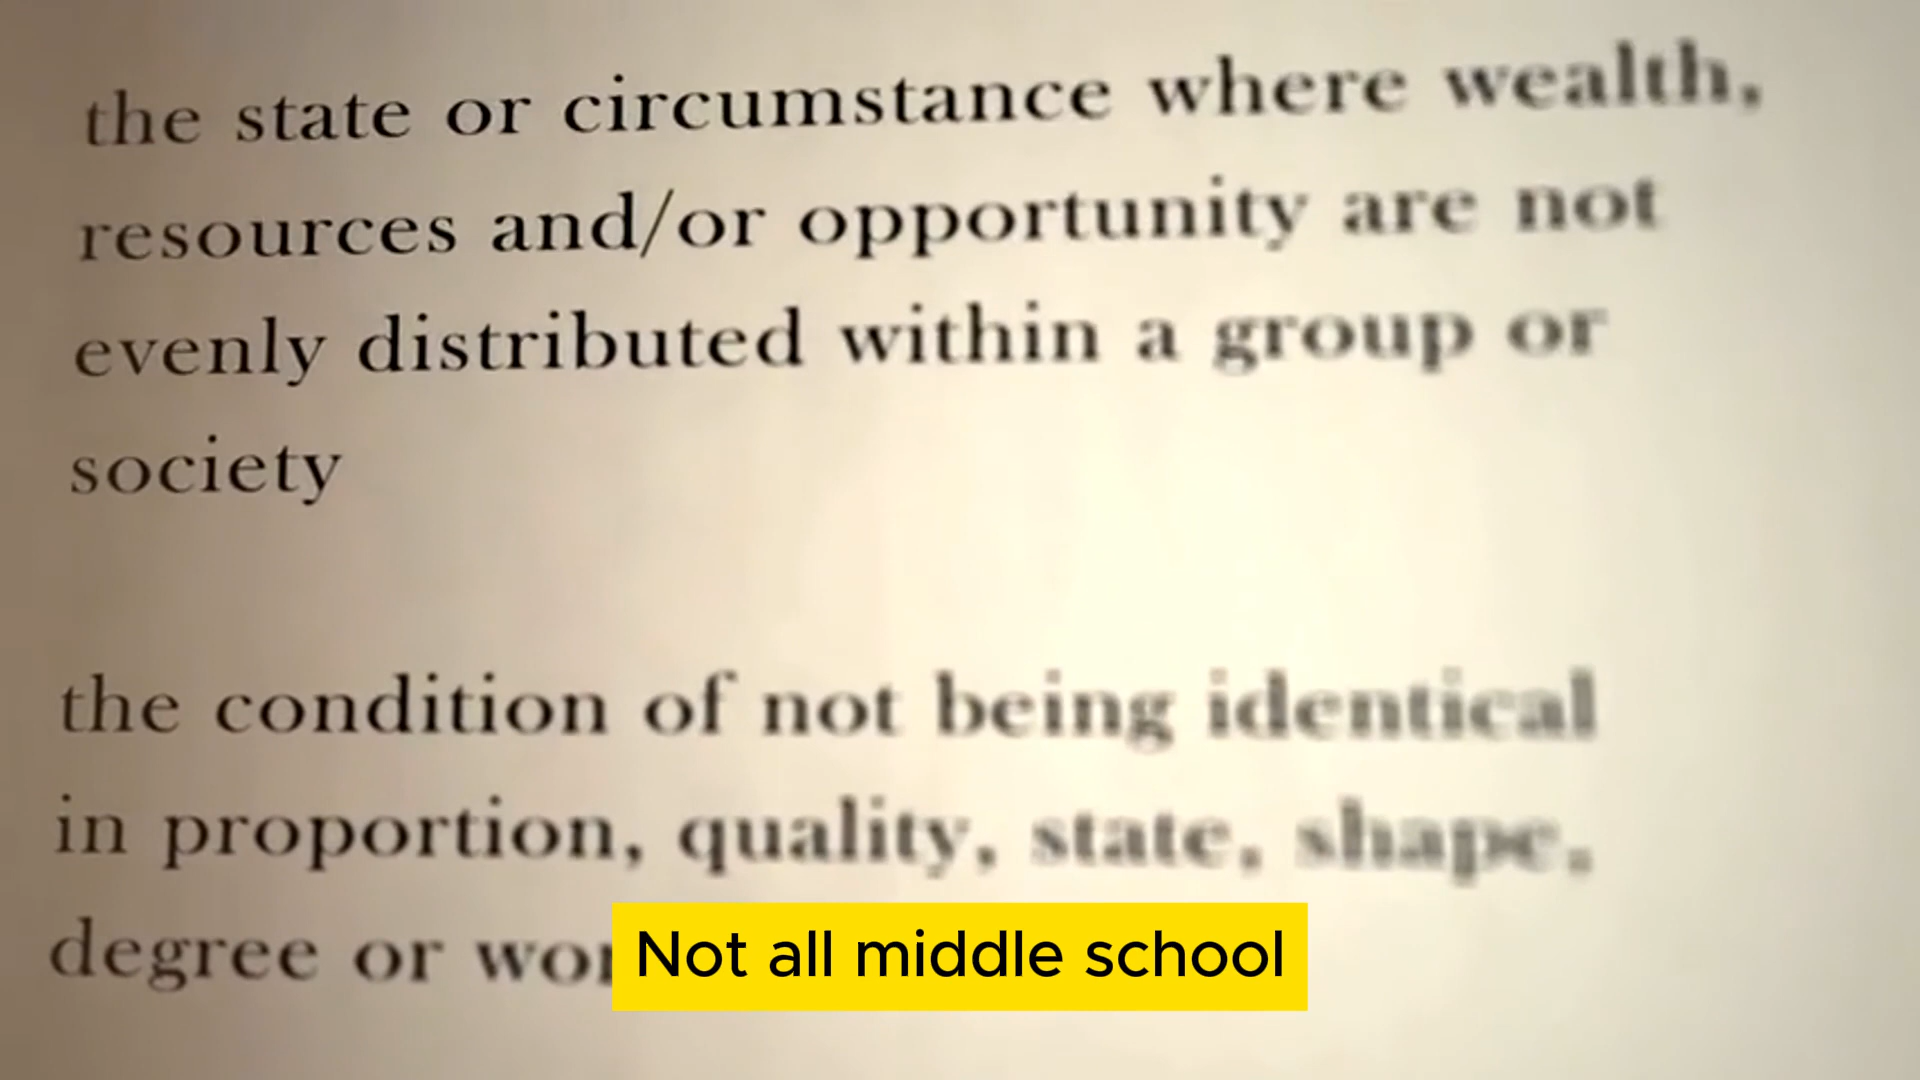 the state or circumstance where wealth,
resources and/or opportunity are not
evenly distributed within a group or
society
the condition of not being identical
in proportion, quality, state, shape,
degree or
Not all middle school